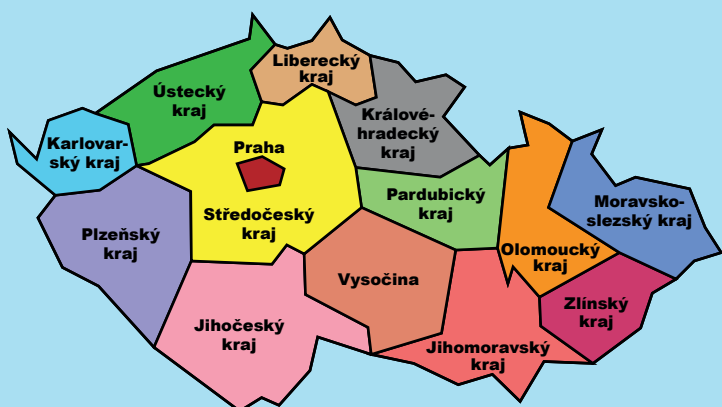 Liberecký
kraj
Ústecký
kraj
Králové-
hradecký
kraj
Karlovar-
ský kraj
Praha
Pardubický
kraj
Moravsko-
slezský kraj
Středočeský
kraj
Plzeňský
kraj
Olomoucký
kraj
Vysočina
Zlínský
kraj
Jihočeský
kraj
Jihomoravský
kraj